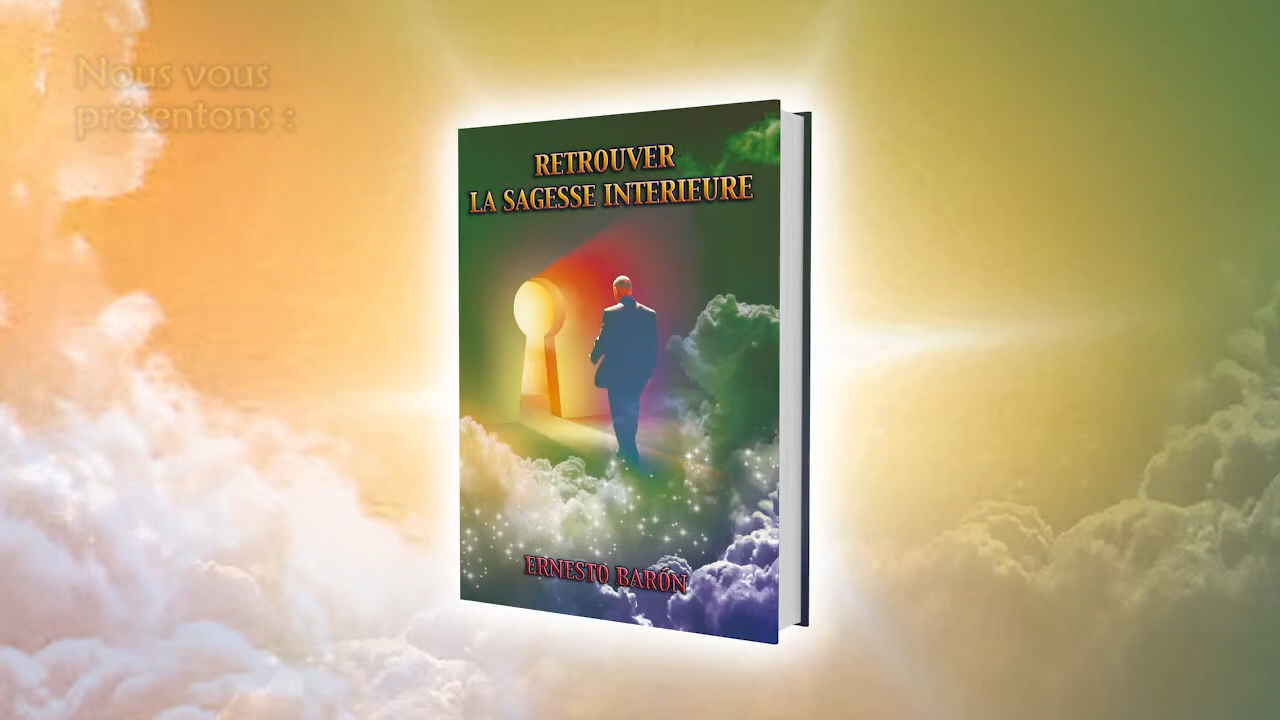 Nous vous
présentons :
RETROUVER
LA SAGESSE INTERIEURE
ERNESTO BARÓN